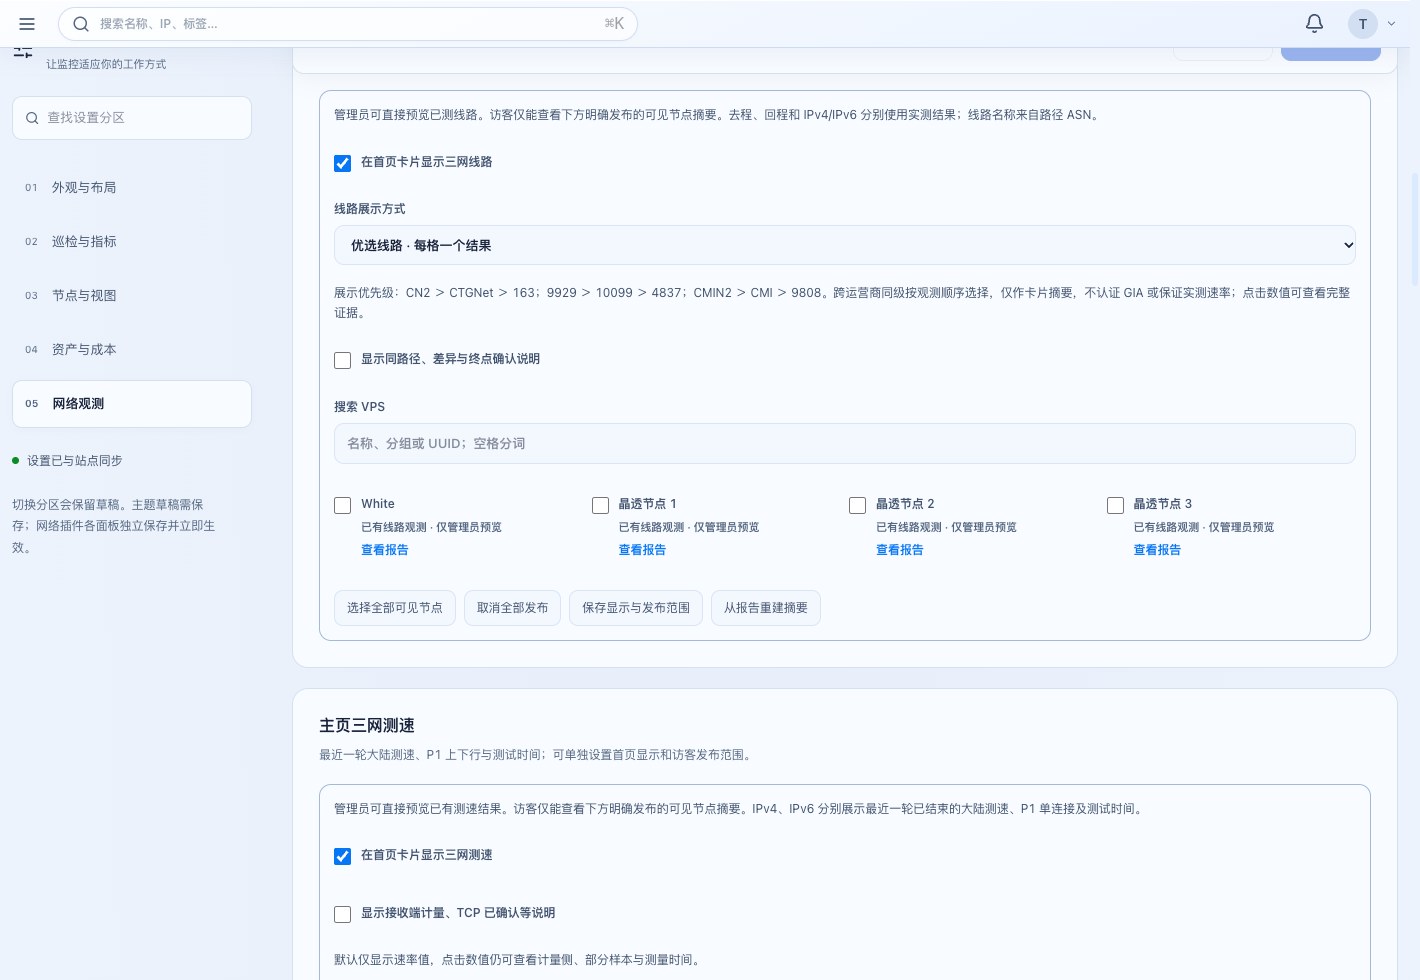 搜索名称、IP、标签...
⌘K
T
让监控适应你的工作方式
查找设置分区
01 外观与布局
02 巡检与指标
03 节点与视图
04 资产与成本
05 网络观测
设置已与站点同步
切换分区会保留草稿。主题草稿需保
存；网络插件各面板独立保存并立即生
效。
管理员可直接预览已测线路。访客仅能查看下方明确发布的可见节点摘要。去程、回程和 IPv4/IPv6 分别使用实测结果；线路名称来自路径 ASN。
在首页卡片显示三网线路
线路展示方式
优选线路 · 每格一个结果
展示优先级：CN2 > CTGNet > 163；9929 > 10099 > 4837；CMIN2 > CMI > 9808。跨运营商同级按观测顺序选择，仅作卡片摘要，不认证 GIA 或保证实测速率；点击数值可查看完整
证据。
显示同路径、差异与终点确认说明
搜索 VPS
名称、分组或 UUID；空格分词
White
已有线路观测 · 仅管理员预览
查看报告
晶透节点 1
已有线路观测 · 仅管理员预览
查看报告
晶透节点 2
已有线路观测 · 仅管理员预览
查看报告
晶透节点 3
已有线路观测 · 仅管理员预览
查看报告
选择全部可见节点 取消全部发布 保存显示与发布范围 从报告重建摘要
主页三网测速
最近一轮大陆测速、P1 上下行与测试时间；可单独设置首页显示和访客发布范围。
管理员可直接预览已有测速结果。访客仅能查看下方明确发布的可见节点摘要。IPv4、IPv6 分别展示最近一轮已结束的大陆测速、P1 单连接及测试时间。
在首页卡片显示三网测速
显示接收端计量、TCP 已确认等说明
默认仅显示速率值，点击数值仍可查看计量侧、部分样本与测量时间。